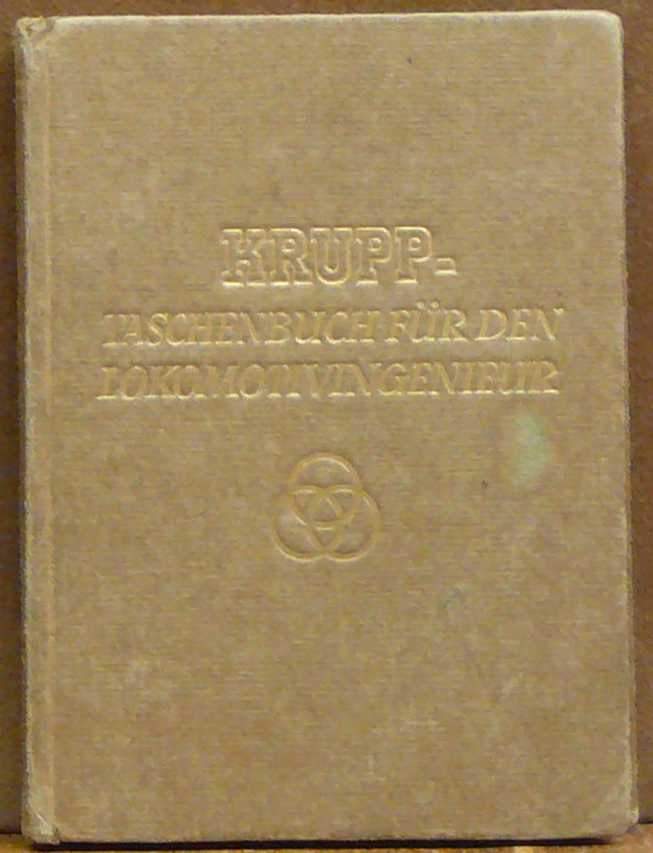 KRUPP-
TASCHENBUCH FÜR DEN
LOKOMOTIVINGENIEUR